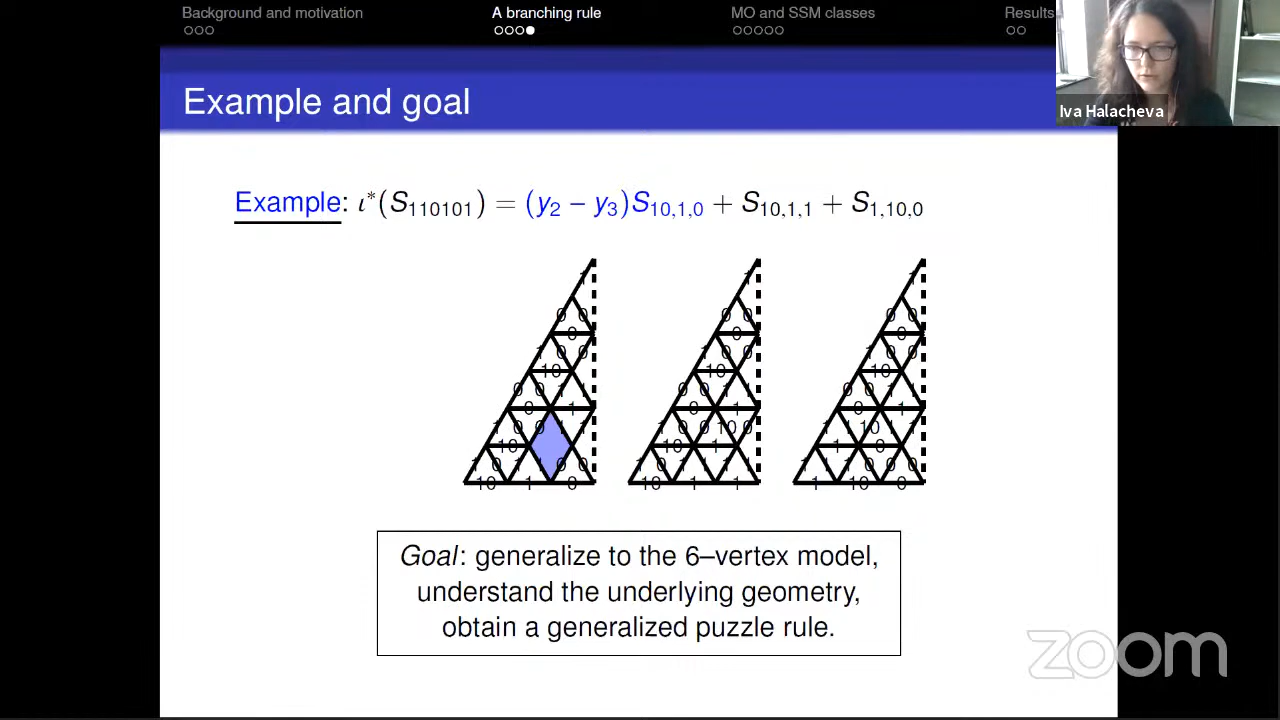 Background and motivation
A branching rule
MO and SSM classes
Results
Iva Halacheva
Example and goal
Example: ι*(S₁₁₀₁₀₁) = (y₂ − y₃)S₁₀,₁,₀ + S₁₀,₁,₁ + S₁,₁₀,₀
Goal: generalize to the 6–vertex model,
understand the underlying geometry,
obtain a generalized puzzle rule.
zoom